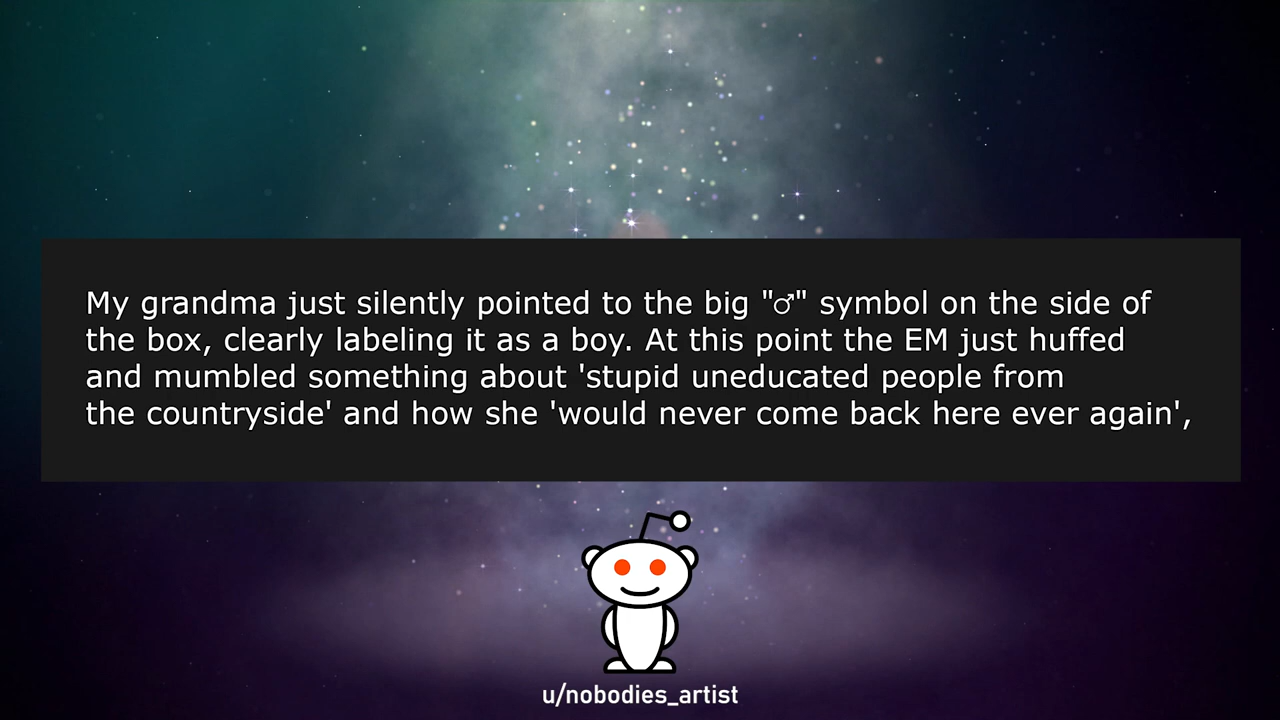 My grandma just silently pointed to the big "♂" symbol on the side of
the box, clearly labeling it as a boy. At this point the EM just huffed
and mumbled something about 'stupid uneducated people from
the countryside' and how she 'would never come back here ever again',
u/nobodies_artist